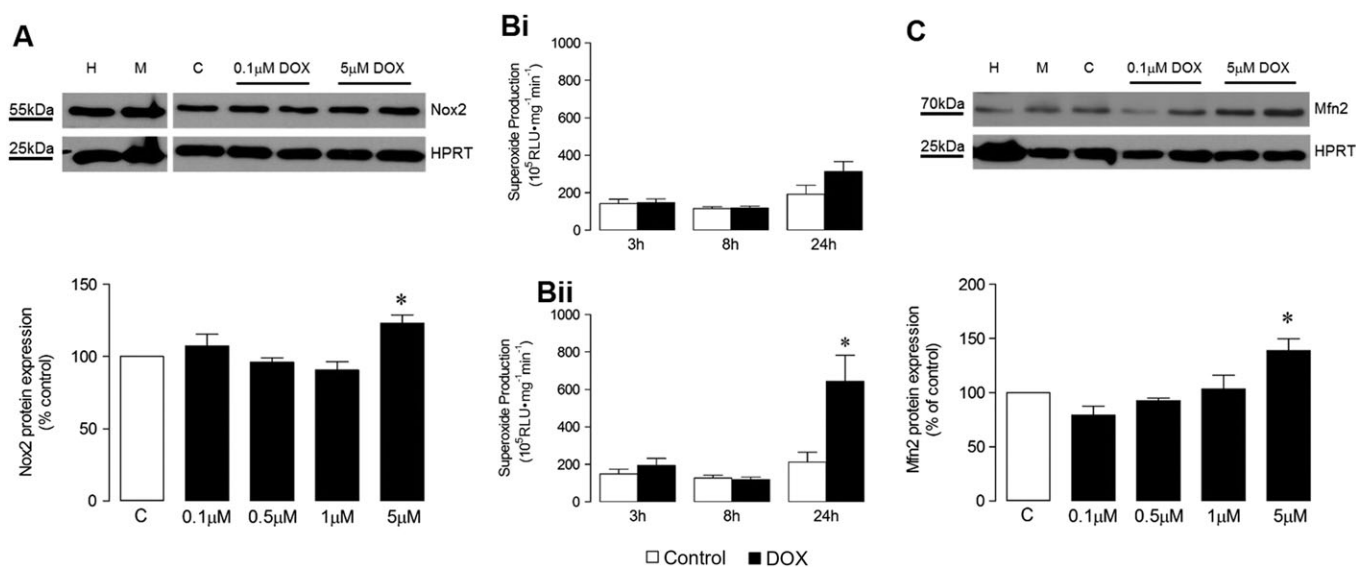 A
H M C 0.1μM DOX 5μM DOX
55kDa Nox2
25kDa HPRT
Nox2 protein expression
(% control)
150
100
50
0
*
C 0.1μM 0.5μM 1μM 5μM
Bi
Superoxide Production
(10⁵RLU•mg⁻¹min⁻¹)
1000
800
600
400
200
0
3h 8h 24h
Bii
Superoxide Production
(10⁵RLU•mg⁻¹min⁻¹)
1000
800
600
400
200
0
*
3h 8h 24h
Control DOX
C
H M C 0.1μM DOX 5μM DOX
70kDa Mfn2
25kDa HPRT
Mfn2 protein expression
(% of control)
200
150
100
50
0
*
C 0.1μM 0.5μM 1μM 5μM